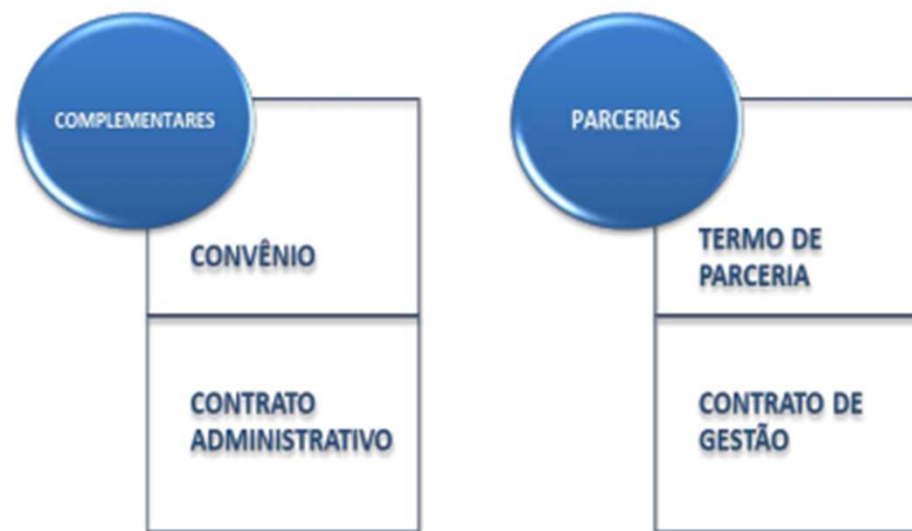 COMPLEMENTARES
CONVÊNIO
CONTRATO
ADMINISTRATIVO
PARCERIAS
TERMO DE
PARCERIA
CONTRATO DE
GESTÃO